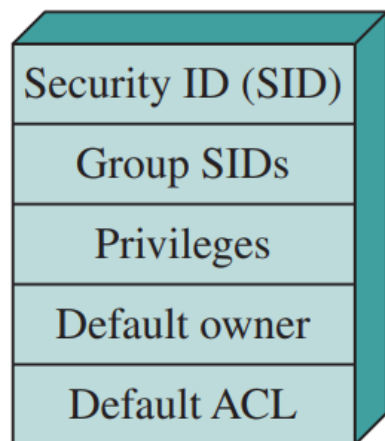 Security ID (SID)
Group SIDs
Privileges
Default owner
Default ACL